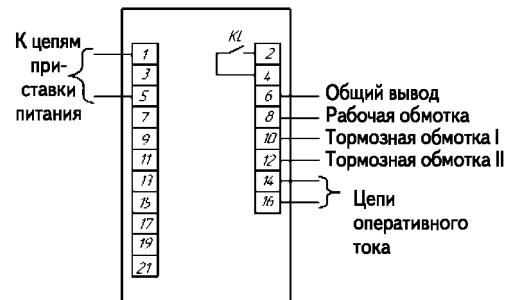 К цепям
при-
ставки
питания
1
3
5
7
9
11
13
15
17
19
21
KL
2
4
6
8
10
12
14
16
Общий вывод
Рабочая обмотка
Тормозная обмотка I
Тормозная обмотка II
Цепи
оперативного
тока